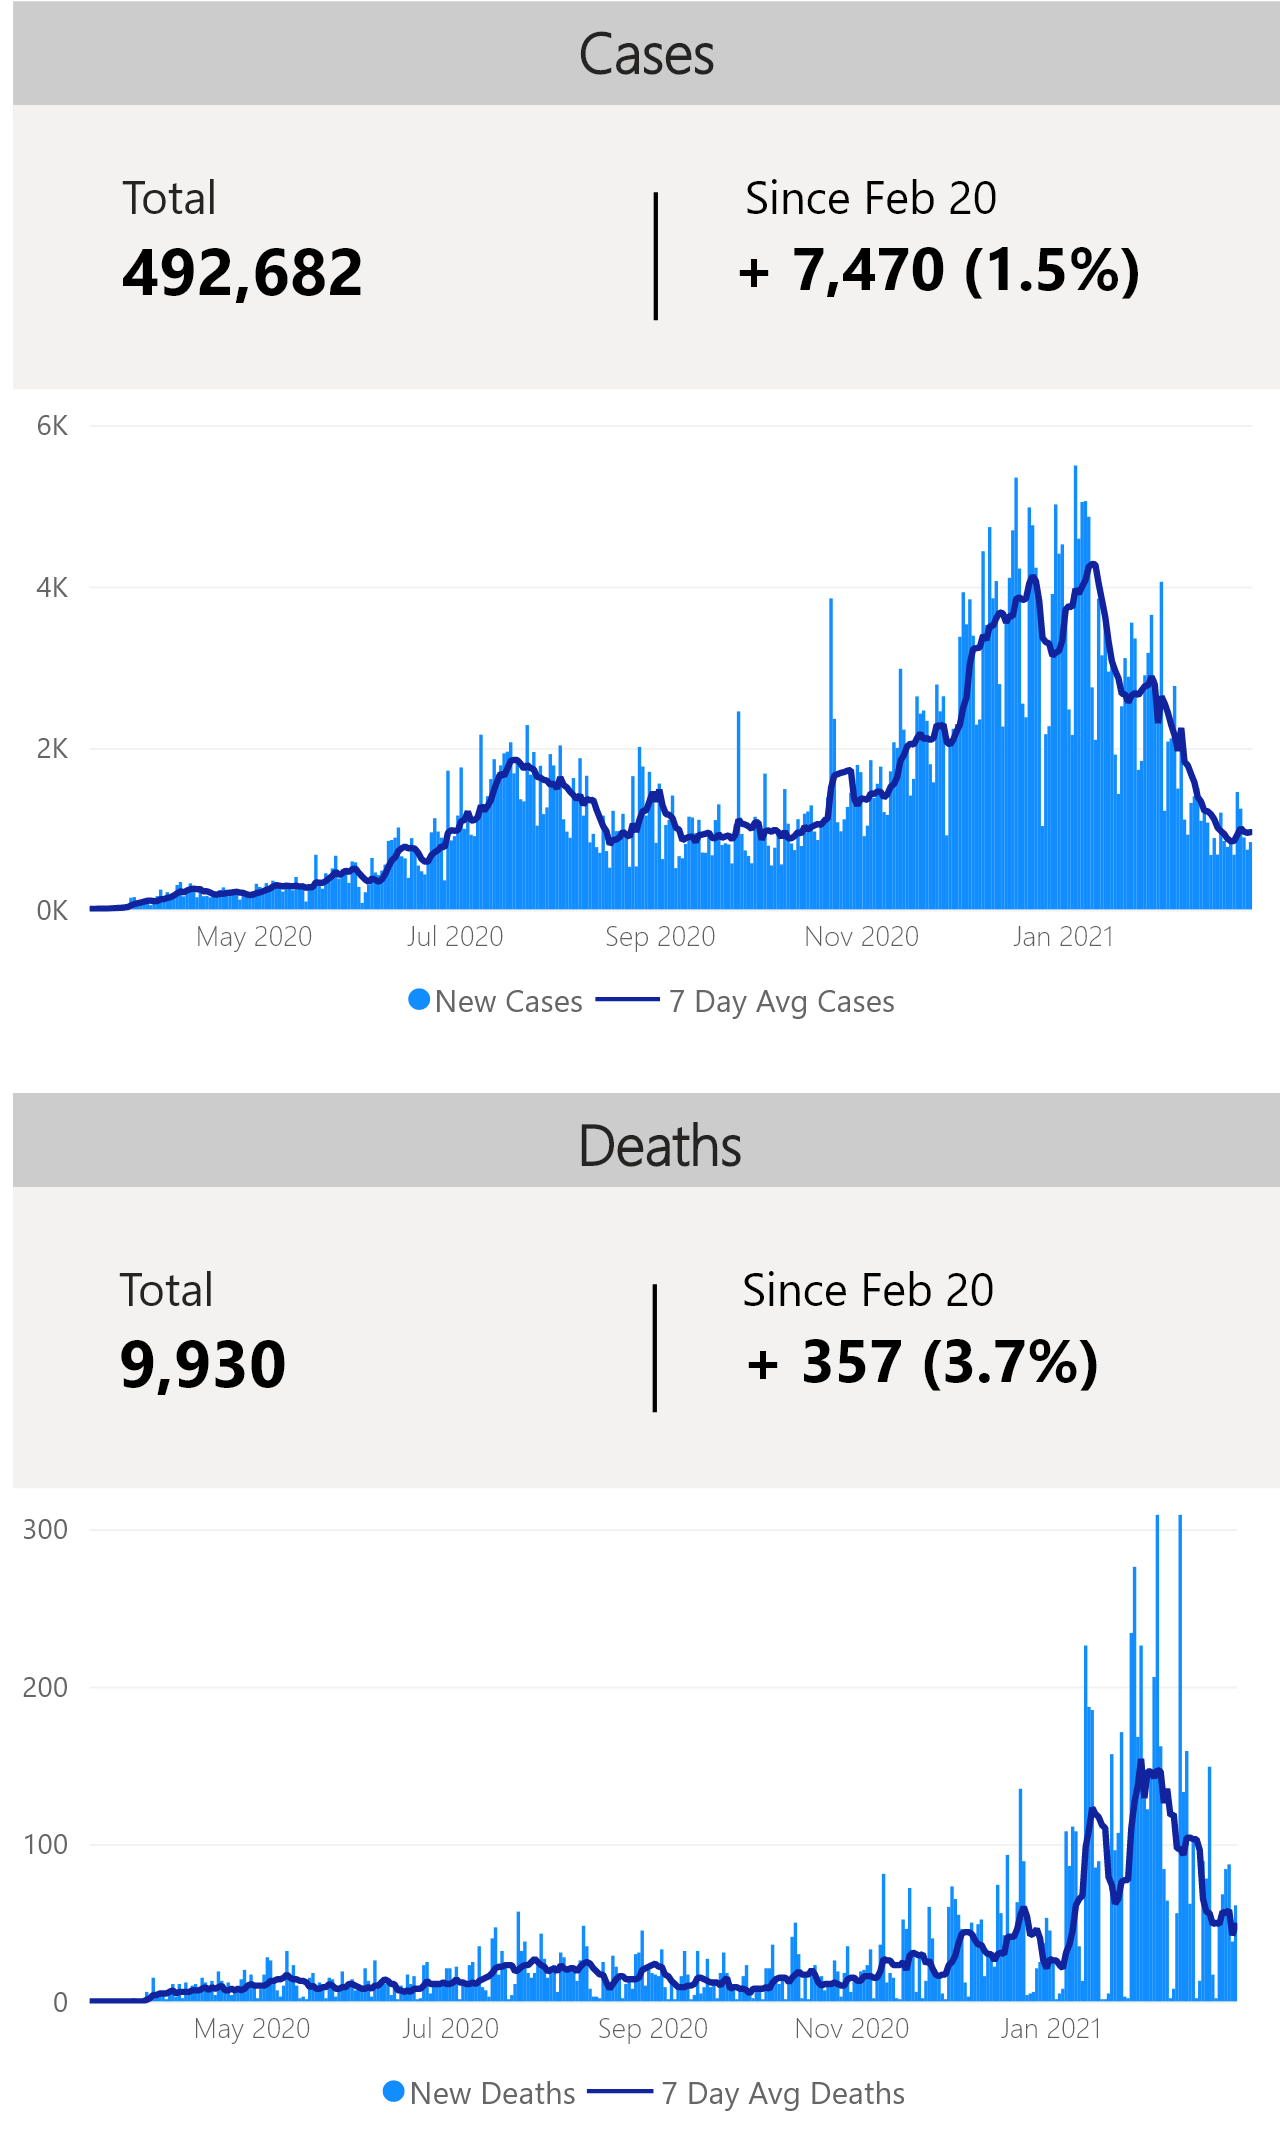 Cases
Total
Since Feb 20
492,682
+ 7,470 (1.5%)
6K
4K
2K
0K
May 2020
Jul 2020
Sep 2020
Nov 2020
Jan 2021
New Cases
7 Day Avg Cases
Deaths
Total
Since Feb 20
9,930
+ 357 (3.7%)
300
200
100
0
May 2020
Jul 2020
Sep 2020
Nov 2020
Jan 2021
New Deaths
7 Day Avg Deaths